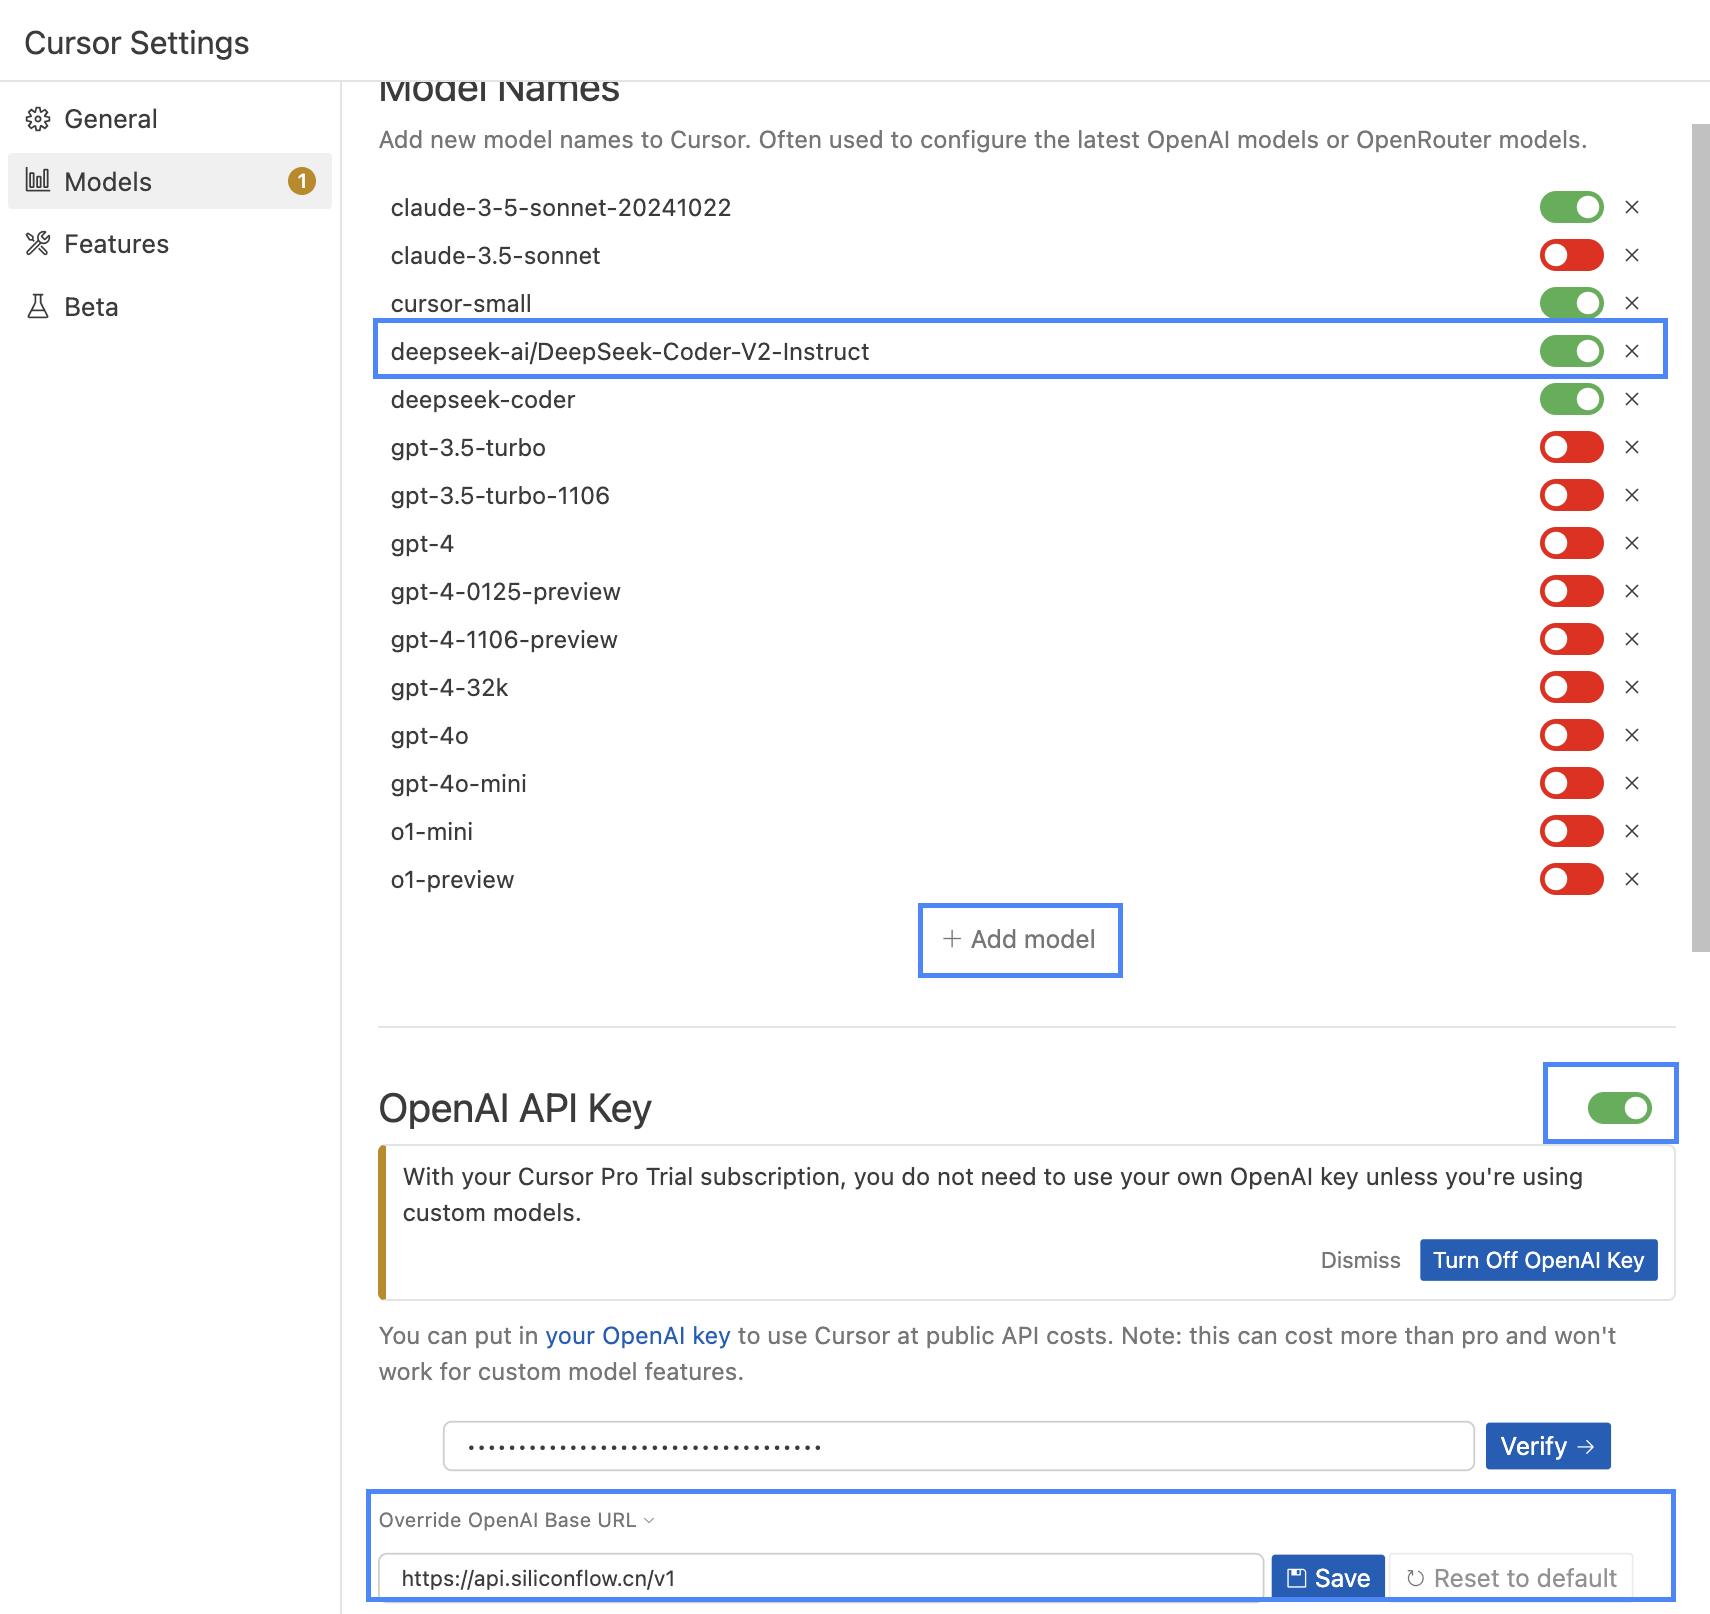 Cursor Settings
General
Models
1
Features
Beta
Model Names
Add new model names to Cursor. Often used to configure the latest OpenAI models or OpenRouter models.
claude-3-5-sonnet-20241022
claude-3.5-sonnet
cursor-small
deepseek-ai/DeepSeek-Coder-V2-Instruct
deepseek-coder
gpt-3.5-turbo
gpt-3.5-turbo-1106
gpt-4
gpt-4-0125-preview
gpt-4-1106-preview
gpt-4-32k
gpt-4o
gpt-4o-mini
o1-mini
o1-preview
+ Add model
OpenAI API Key
With your Cursor Pro Trial subscription, you do not need to use your own OpenAI key unless you're using
custom models.
Dismiss
Turn Off OpenAI Key
You can put in your OpenAI key to use Cursor at public API costs. Note: this can cost more than pro and won't
work for custom model features.
Verify →
Override OpenAI Base URL
https://api.siliconflow.cn/v1
Save
Reset to default